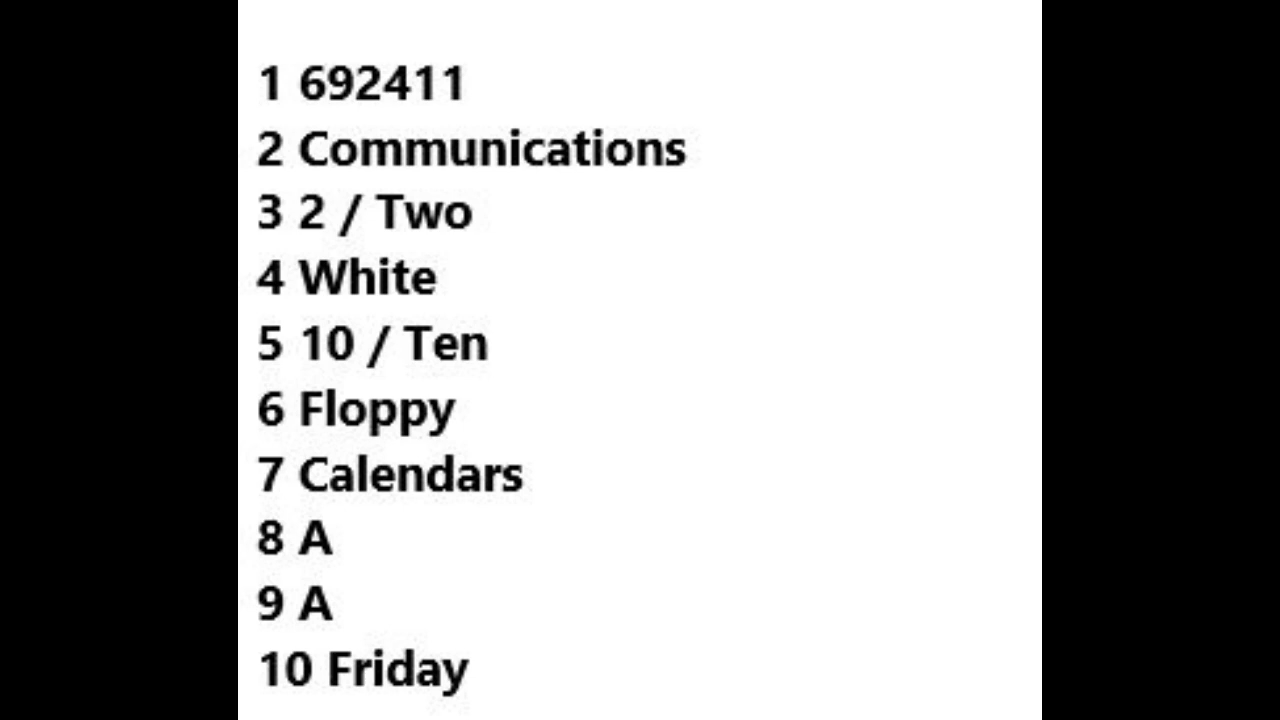 1 692411
2 Communications
3 2 / Two
4 White
5 10 / Ten
6 Floppy
7 Calendars
8 A
9 A
10 Friday